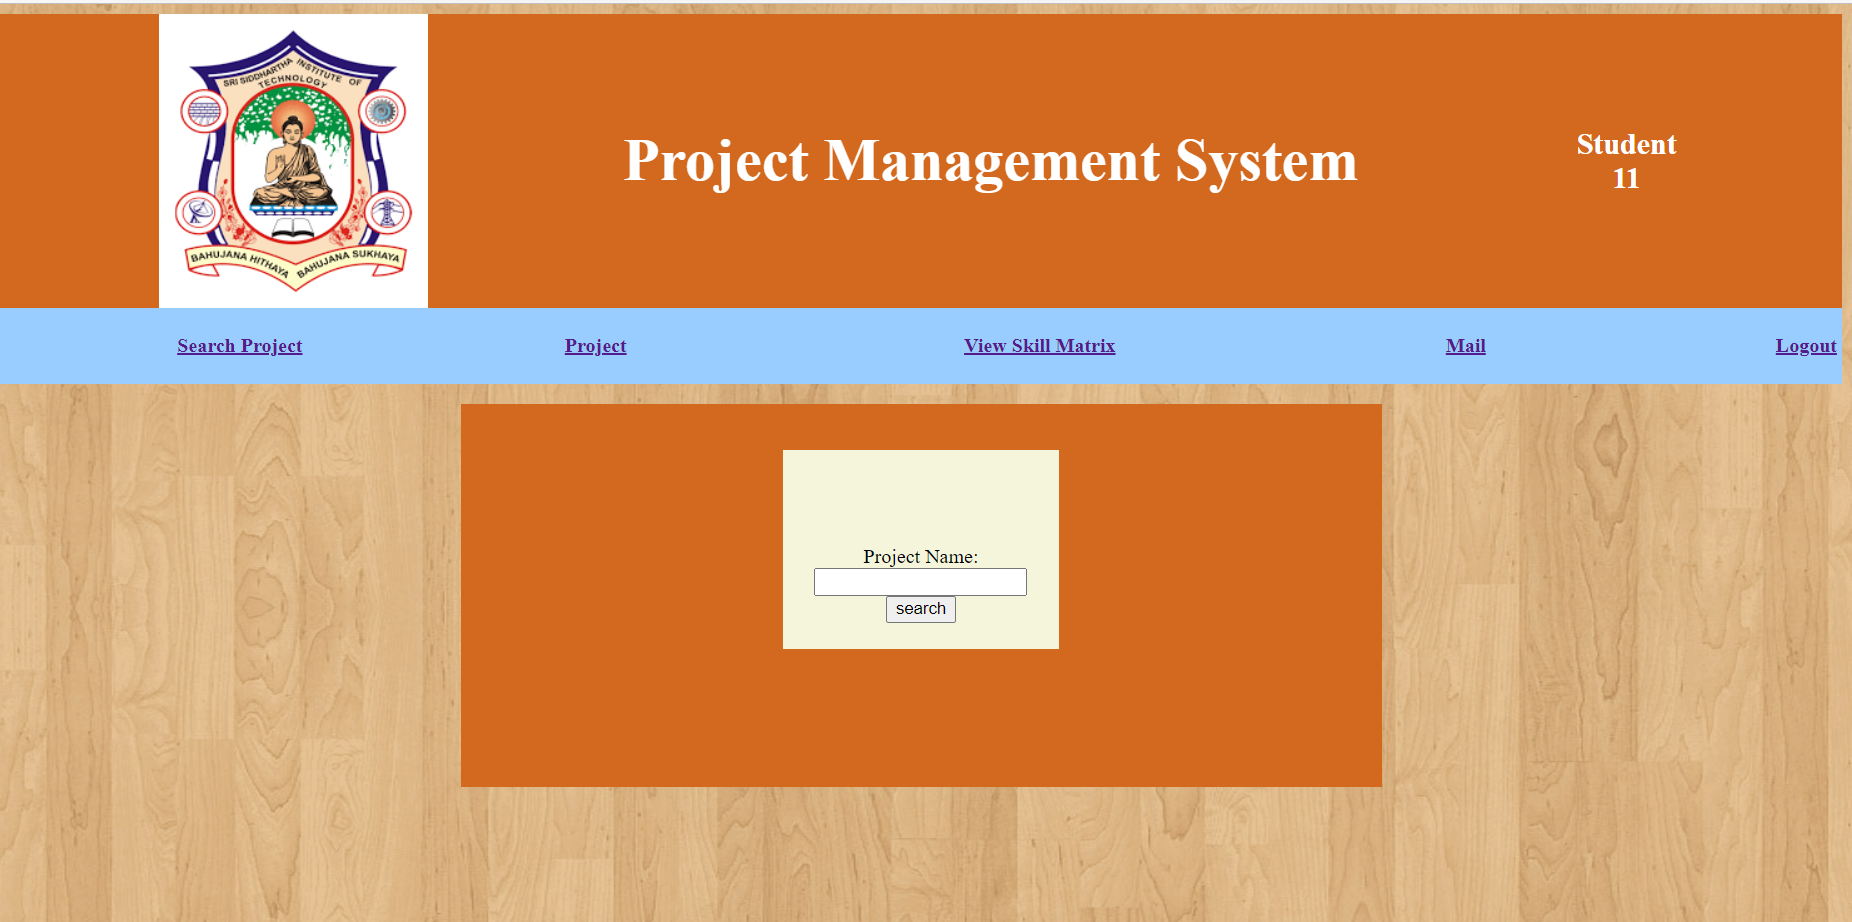 SRI SIDDHARTHA INSTITUTE OF
TECHNOLOGY
BAHUJANA HITHAYA BAHUJANA SUKHAYA
Project Management System
Student
11
Search Project
Project
View Skill Matrix
Mail
Logout
Project Name:
search